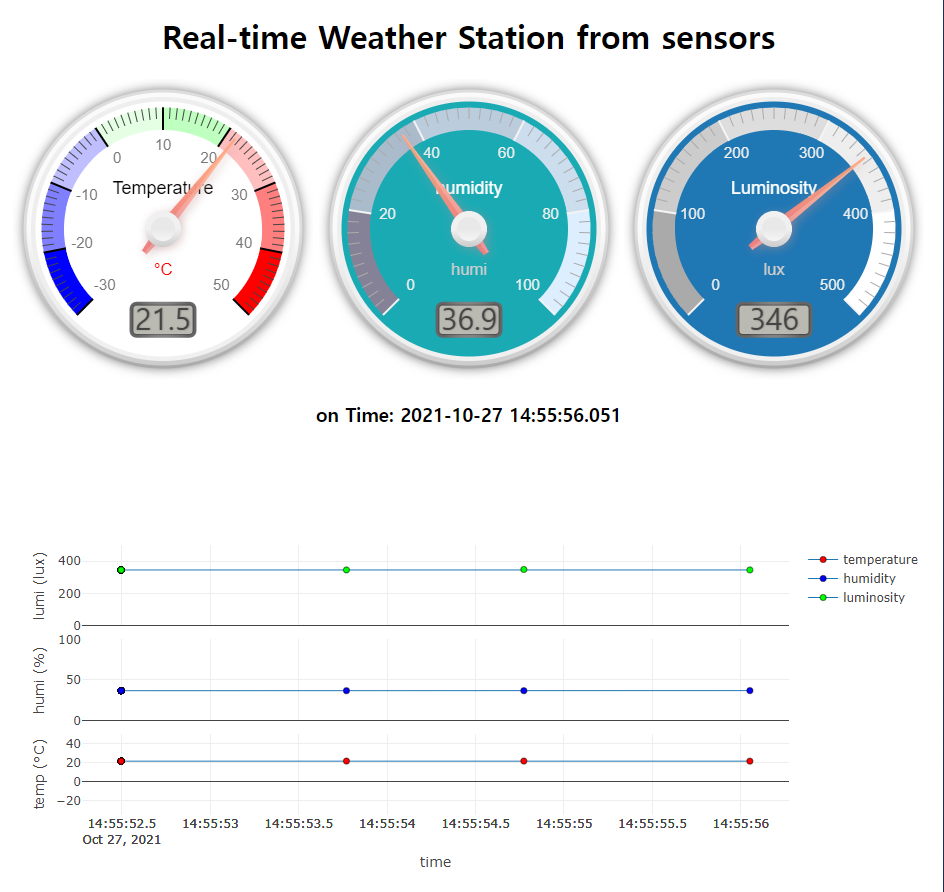 Real-time Weather Station from sensors
0 10 20
-10 30
-20 40
-30 50
Temperature
°C
21.5
40 60
20 80
0 100
humidity
humi
36.9
200 300
100 400
0 500
Luminosity
lux
346
on Time: 2021-10-27 14:55:56.051
lumi (lux)
400
200
0
humi (%)
100
50
0
temp (°C)
40
20
0
−20
14:55:52.5 14:55:53 14:55:53.5 14:55:54 14:55:54.5 14:55:55 14:55:55.5 14:55:56
Oct 27, 2021
time
temperature
humidity
luminosity